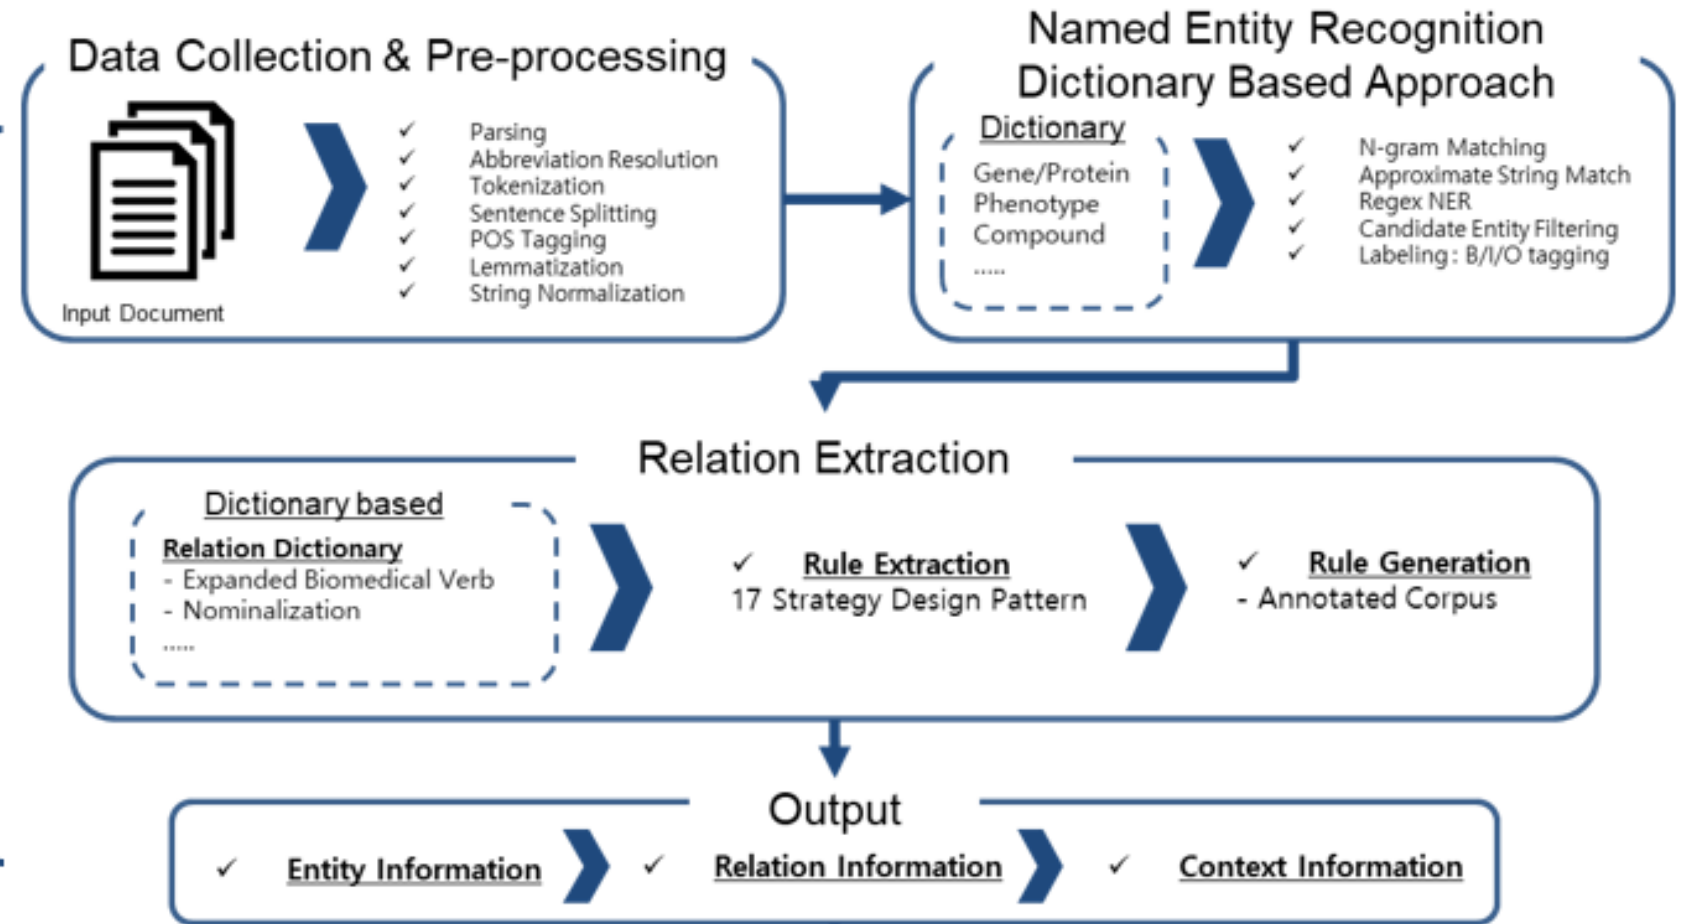 Data Collection & Pre-processing
Input Document
✓ Parsing
✓ Abbreviation Resolution
✓ Tokenization
✓ Sentence Splitting
✓ POS Tagging
✓ Lemmatization
✓ String Normalization
Named Entity Recognition
Dictionary Based Approach
Dictionary
Gene/Protein
Phenotype
Compound
.....
✓ N-gram Matching
✓ Approximate String Match
✓ Regex NER
✓ Candidate Entity Filtering
✓ Labeling : B/I/O tagging
Relation Extraction
Dictionary based
Relation Dictionary
- Expanded Biomedical Verb
- Nominalization
.....
✓ Rule Extraction
17 Strategy Design Pattern
✓ Rule Generation
- Annotated Corpus
Output
✓ Entity Information
✓ Relation Information
✓ Context Information